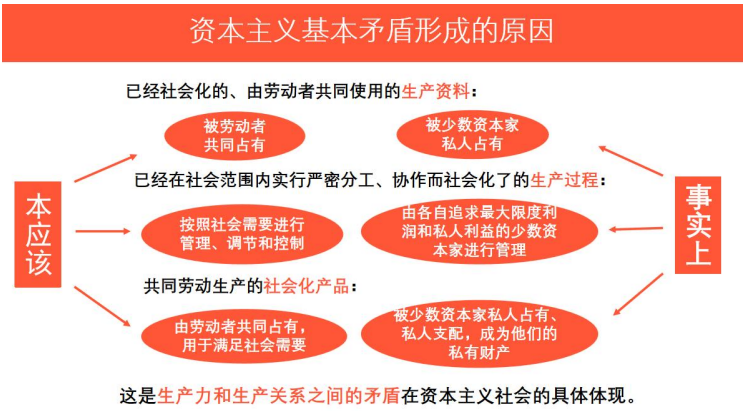 资本主义基本矛盾形成的原因
已经社会化的、由劳动者共同使用的生产资料：
被劳动者
共同占有
被少数资本家
私人占有
本应该
事实上
已经在社会范围内实行严密分工、协作而社会化了的生产过程：
按照社会需要进行
管理、调节和控制
由各自追求最大限度利
润和私人利益的少数资
本家进行管理
共同劳动生产的社会化产品：
由劳动者共同占有，
用于满足社会需要
被少数资本家私人占有、
私人支配，成为他们的
私有财产
这是生产力和生产关系之间的矛盾在资本主义社会的具体体现。